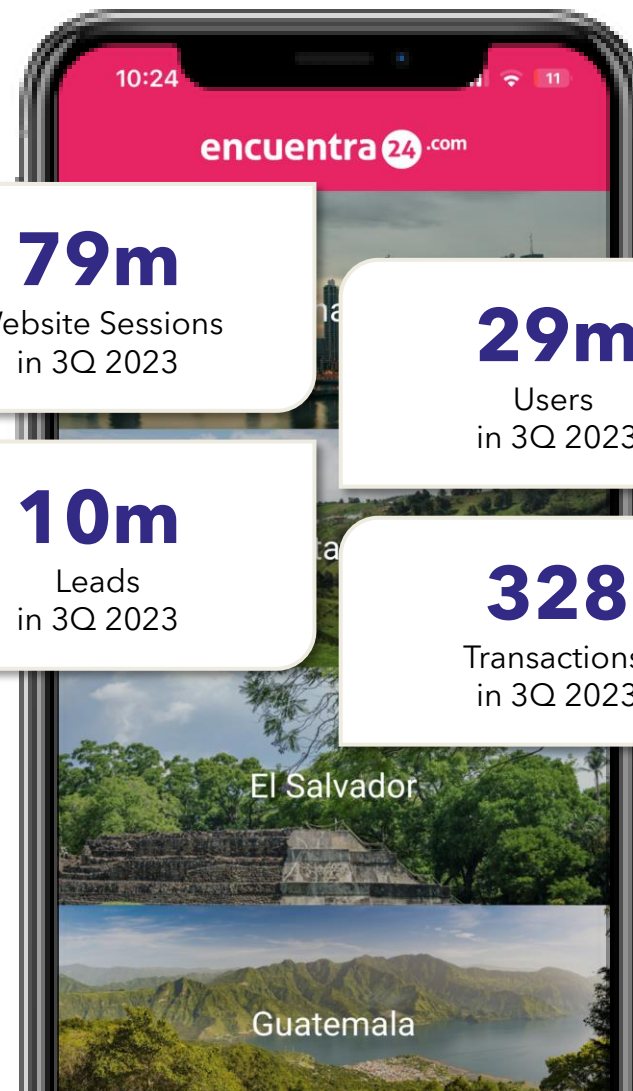 10:24
11
encuentra24.com
79m
Website Sessions
in 3Q 2023
29m
Users
in 3Q 2023
10m
Leads
in 3Q 2023
328
Transactions
in 3Q 2023
El Salvador
Guatemala